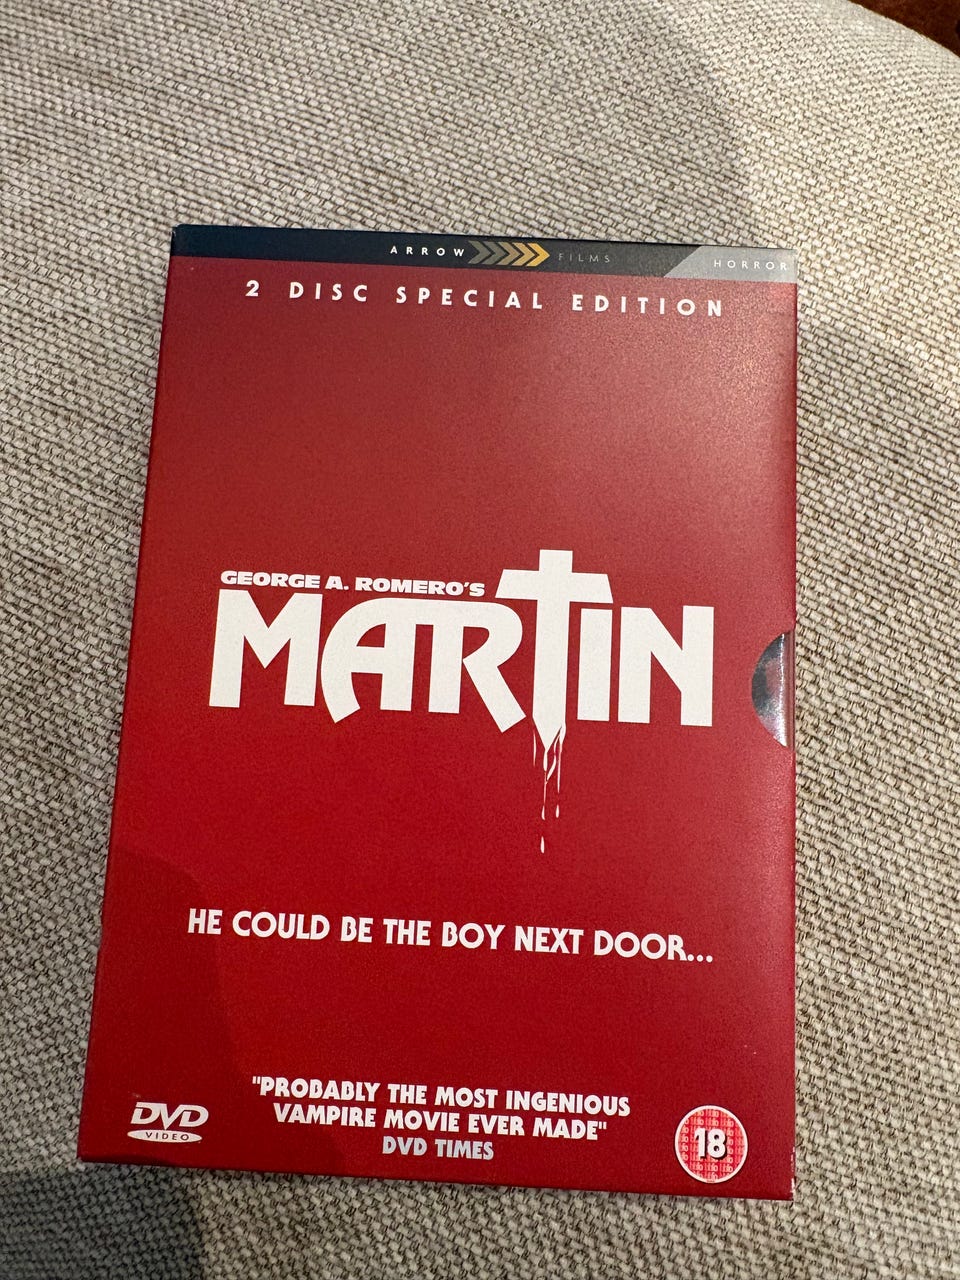 ARROW FILMS HORROR
2 DISC SPECIAL EDITION
GEORGE A. ROMERO'S
MARTIN
HE COULD BE THE BOY NEXT DOOR...
"PROBABLY THE MOST INGENIOUS
VAMPIRE MOVIE EVER MADE"
DVD TIMES
DVD
VIDEO
18